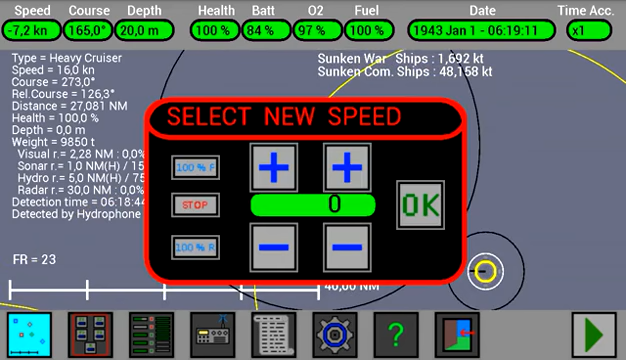 Speed Course Depth Health Batt O2 Fuel Date Time Acc.
-7,2 kn 165,0° 20,0 m 100 % 84 % 97 % 100 % 1943 Jan 1 - 06:19:11 x1
Type = Heavy Cruiser
Speed = 16,0 kn
Course = 273,0°
Rel.Course = 126,3°
Distance = 27,081 NM
Health = 100,0 %
Depth = 0,0 m
Weight = 9850 t
Visual r.= 2,28 NM : 0,0%
Sonar r.= 1,0 NM(H) / 15
Hydro r.= 5,0 NM(H) / 75
Radar r.= 30,0 NM : 0,0%
Detection time = 06:18:44
Detected by Hydrophone
Sunken War Ships : 1,692 kt
Sunken Com. Ships : 48,158 kt
SELECT NEW SPEED
100 % F + +
STOP 0 OK
100 % R − −
FR = 23
40,00 NM
?